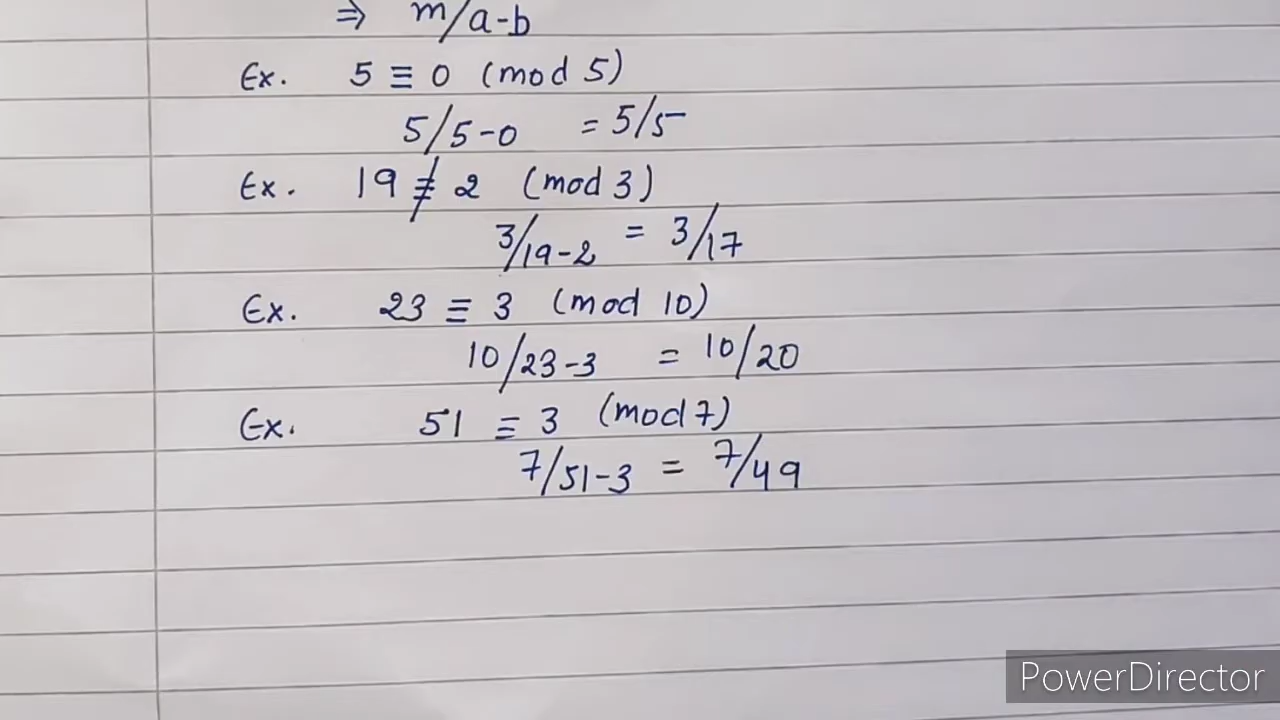 ⇒ m/a-b
Ex. 5 ≡ 0 (mod 5)
5/5-0 = 5/5
Ex. 19 ≢ 2 (mod 3)
3/19-2 = 3/17
Ex. 23 ≡ 3 (mod 10)
10/23-3 = 10/20
Ex. 51 ≡ 3 (mod 7)
7/51-3 = 7/49
PowerDirector